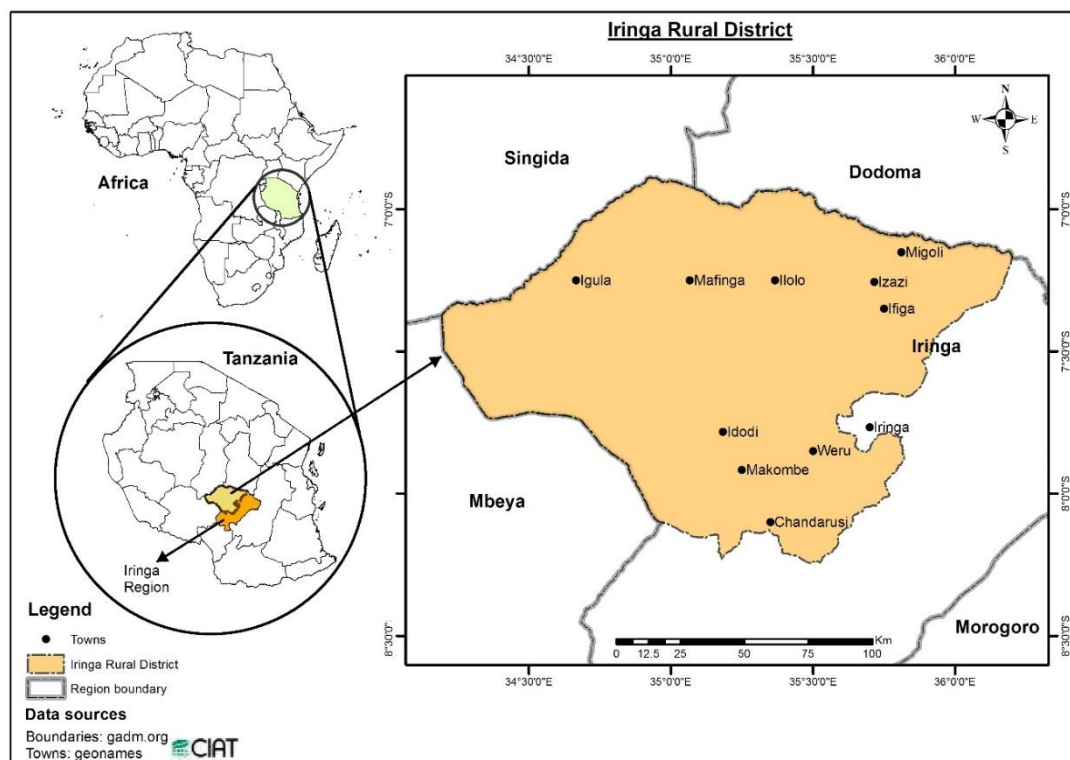 Iringa Rural District
34°30'0"E
35°0'0"E
35°30'0"E
36°0'0"E
N
W
E
S
Singida
Dodoma
Africa
7°0'0"S
7°0'0"S
Migoli
Igula
Mafinga
Ilolo
Izazi
Ifiga
Iringa
7°30'0"S
7°30'0"S
Tanzania
Idodi
Iringa
Weru
Makombe
Mbeya
8°0'0"S
8°0'0"S
Chandarusi
Iringa
Region
Legend
Towns
Iringa Rural District
Region boundary
Morogoro
Km
0 12.5 25 50 75 100
8°30'0"
8°30'0"S
34°30'0"E
35°0'0"E
35°30'0"E
36°0'0"E
Data sources
Boundaries: gadm.org
Towns: geonames
CIAT